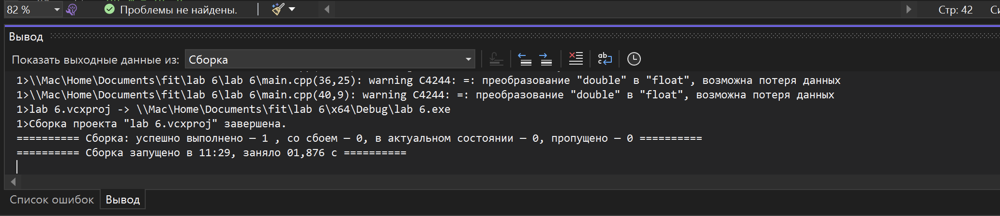 82 %
Проблемы не найдены.
Стр: 42
Вывод
Показать выходные данные из: Сборка
1>\\Mac\Home\Documents\fit\lab 6\lab 6\main.cpp(36,25): warning C4244: =: преобразование "double" в "float", возможна потеря данных
1>\\Mac\Home\Documents\fit\lab 6\lab 6\main.cpp(40,9): warning C4244: =: преобразование "double" в "float", возможна потеря данных
1>lab 6.vcxproj -> \\Mac\Home\Documents\fit\lab 6\x64\Debug\lab 6.exe
1>Сборка проекта "lab 6.vcxproj" завершена.
========== Сборка: успешно выполнено — 1 , со сбоем — 0, в актуальном состоянии — 0, пропущено — 0 ==========
========== Сборка запущено в 11:29, заняло 01,876 с ==========
Список ошибок Вывод